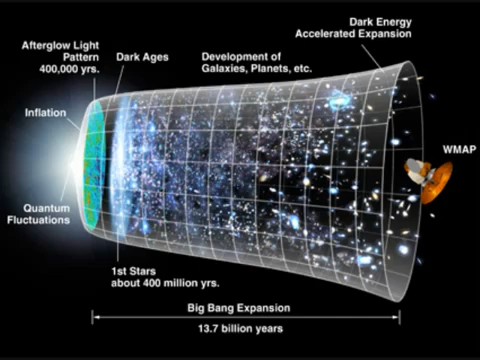 Dark Energy
Accelerated Expansion
Afterglow Light
Pattern
400,000 yrs.
Dark Ages
Development of
Galaxies, Planets, etc.
Inflation
WMAP
Quantum
Fluctuations
1st Stars
about 400 million yrs.
Big Bang Expansion
13.7 billion years